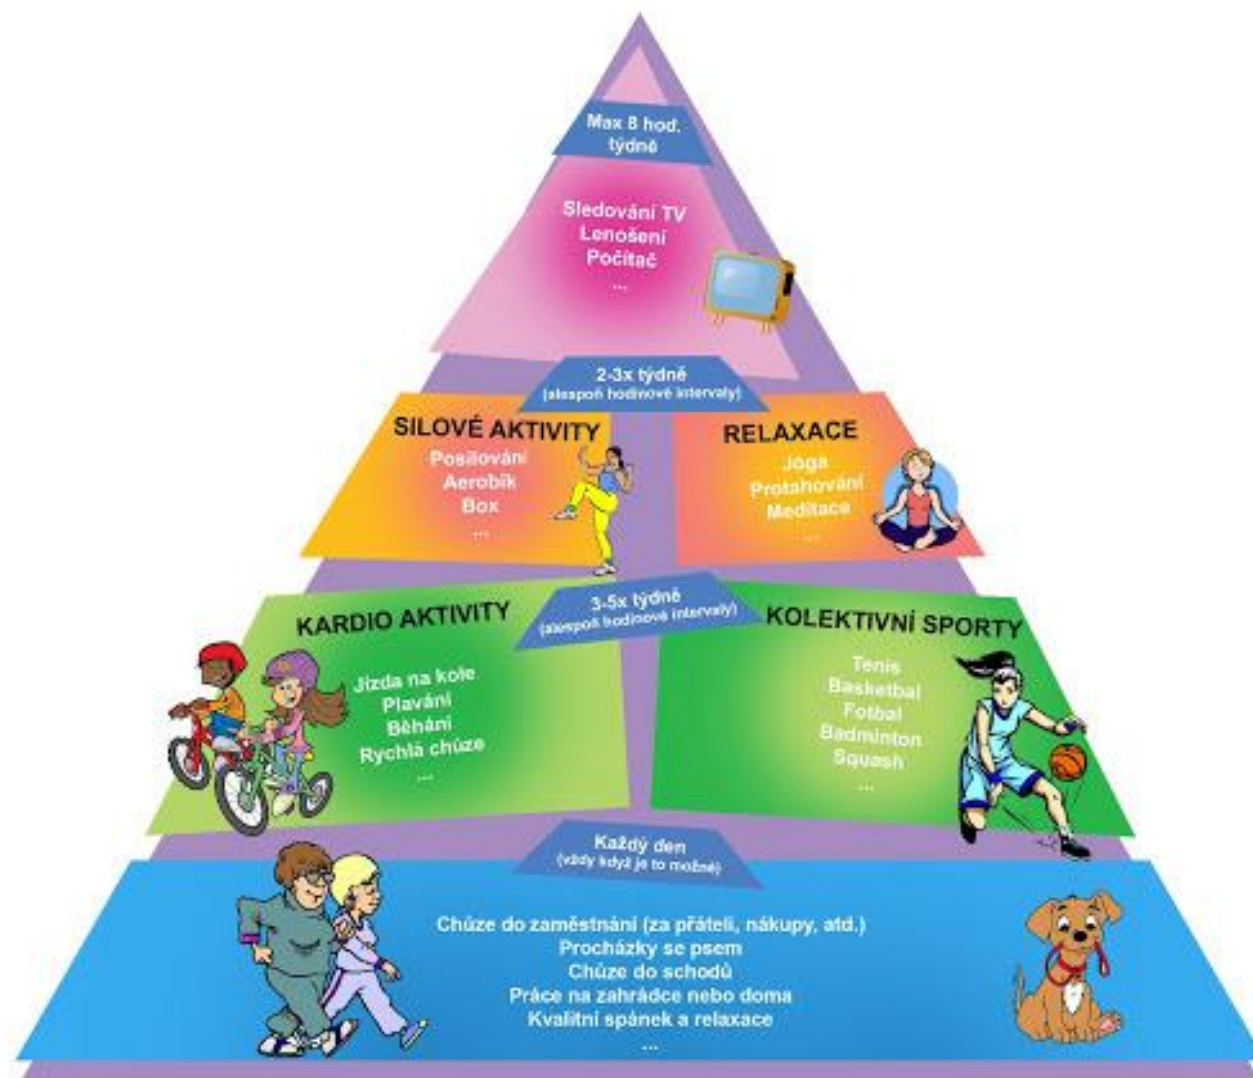 Max 8 hod.
týdně
Sledování TV
Lenošení
Počítač
...
2-3x týdně
(alespoň hodinové intervaly)
SILOVÉ AKTIVITY
Posilování
Aerobik
Box
...
RELAXACE
Jóga
Protahování
Meditace
...
3-5x týdně
(alespoň hodinové intervaly)
KARDIO AKTIVITY
Jízda na kole
Plavání
Běhání
Rychlá chůze
...
KOLEKTIVNÍ SPORTY
Tenis
Basketbal
Fotbal
Badminton
Squash
...
Každý den
(vždy když je to možné)
Chůze do zaměstnání (za přáteli, nákupy, atd.)
Procházky se psem
Chůze do schodů
Práce na zahrádce nebo doma
Kvalitní spánek a relaxace
...